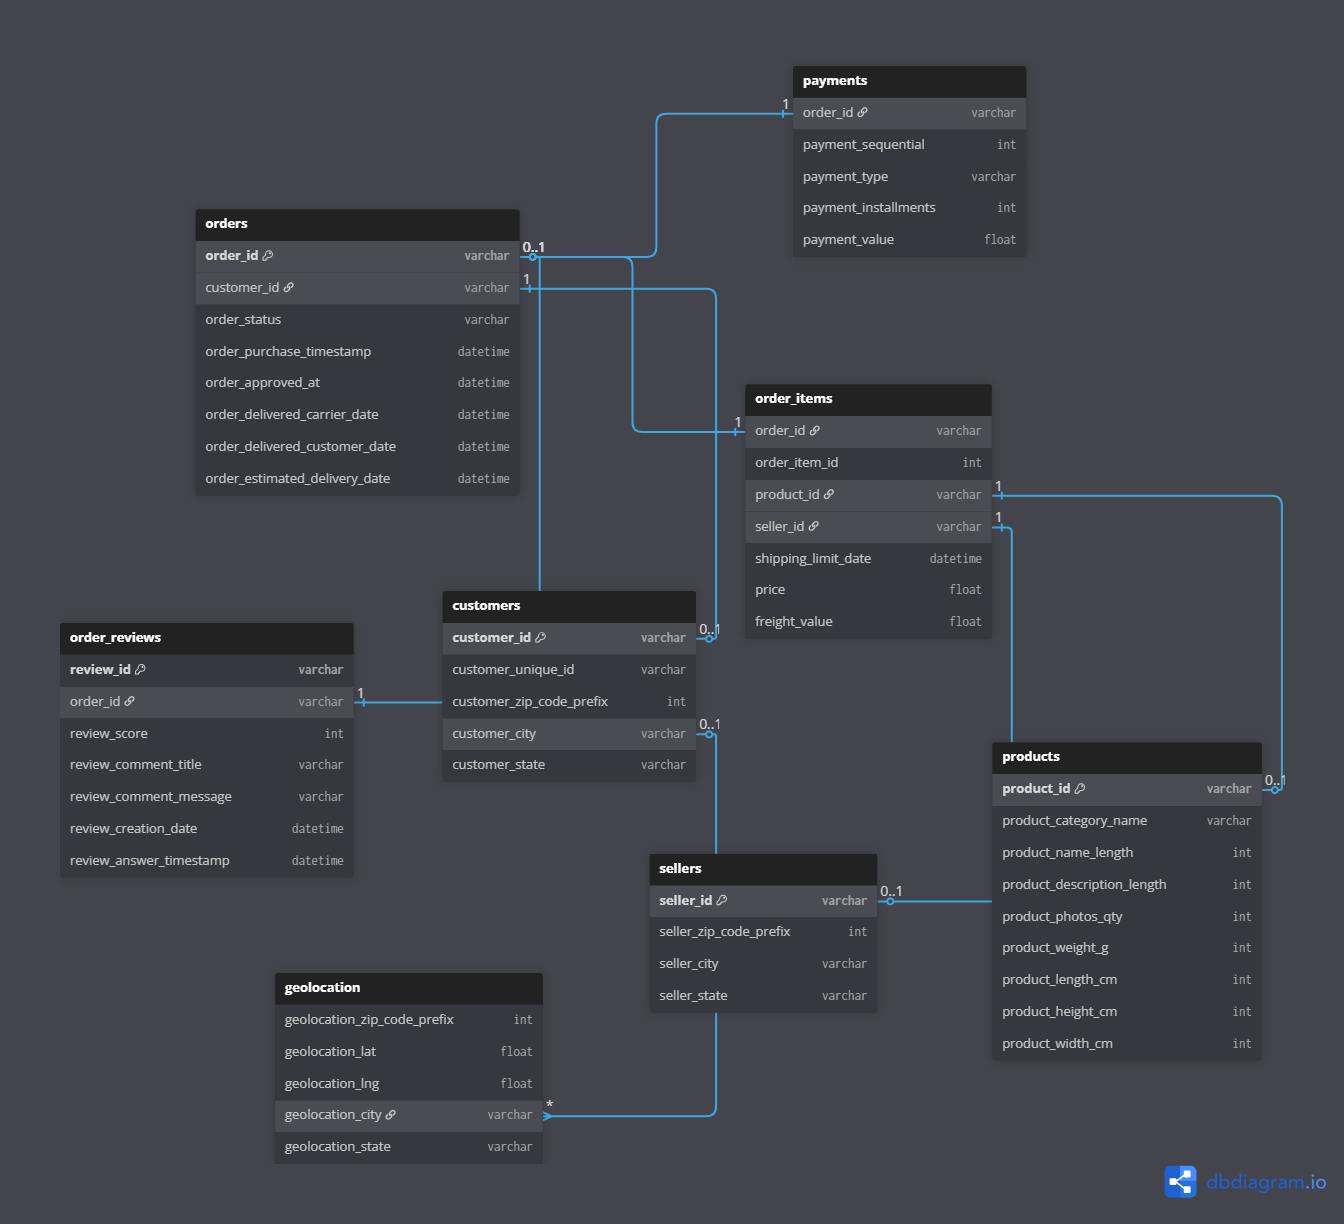 payments
1
order_id varchar
payment_sequential int
payment_type varchar
payment_installments int
payment_value float
orders
order_id varchar 0..1
customer_id varchar 1
order_status varchar
order_purchase_timestamp datetime
order_approved_at datetime
order_delivered_carrier_date datetime
order_delivered_customer_date datetime
order_estimated_delivery_date datetime
order_items
1
order_id varchar
order_item_id int
product_id varchar 1
seller_id varchar 1
shipping_limit_date datetime
price float
freight_value float
customers
customer_id varchar 0..1
customer_unique_id varchar
customer_zip_code_prefix int
customer_city varchar 0..1
customer_state varchar
order_reviews
review_id varchar
order_id varchar 1
review_score int
review_comment_title varchar
review_comment_message varchar
review_creation_date datetime
review_answer_timestamp datetime
products
product_id varchar 0..1
product_category_name varchar
product_name_length int
product_description_length int
product_photos_qty int
product_weight_g int
product_length_cm int
product_height_cm int
product_width_cm int
sellers
seller_id varchar 0..1
seller_zip_code_prefix int
seller_city varchar
seller_state varchar
geolocation
geolocation_zip_code_prefix int
geolocation_lat float
geolocation_lng float
geolocation_city varchar *
geolocation_state varchar
dbdiagram.io